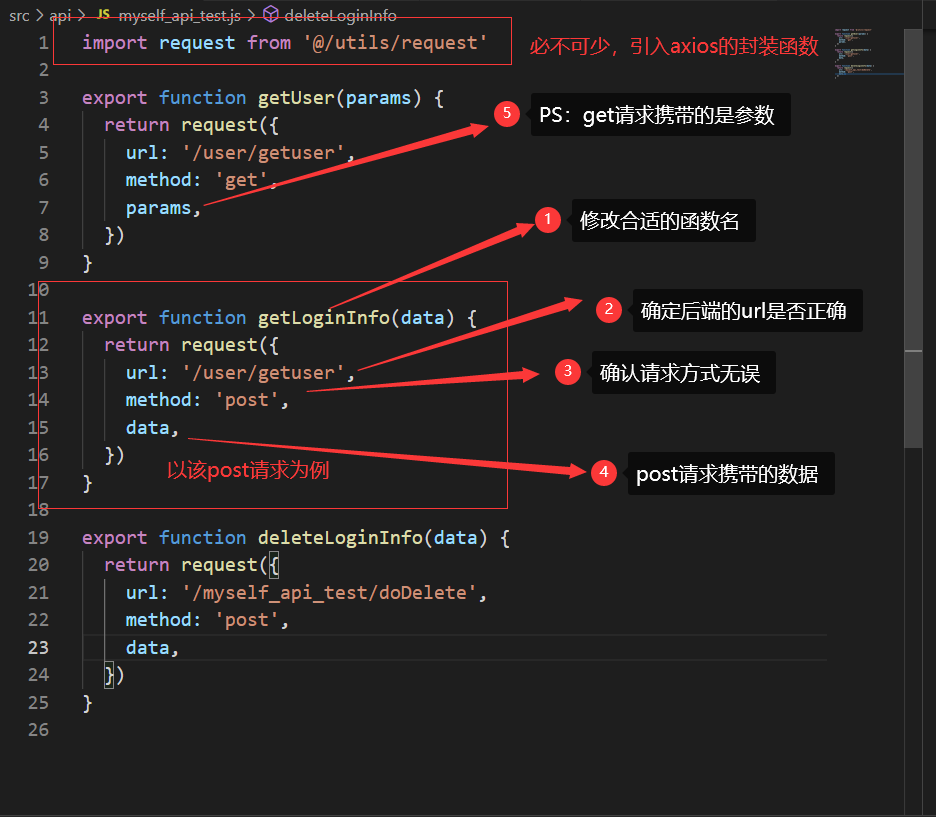 src > api > JS myself_api_test.js > deleteLoginInfo
1 import request from '@/utils/request' 必不可少，引入axios的封装函数
2
3 export function getUser(params) {
5 PS：get请求携带的是参数
4 return request({
5 url: '/user/getuser',
6 method: 'get',
7 params,
8 })
1 修改合适的函数名
9 }
10
2 确定后端的url是否正确
11 export function getLoginInfo(data) {
12 return request({
13 url: '/user/getuser',
3 确认请求方式无误
14 method: 'post',
15 data,
16 })
以该post请求为例
4 post请求携带的数据
17 }
18
19 export function deleteLoginInfo(data) {
20 return request({
21 url: '/myself_api_test/doDelete',
22 method: 'post',
23 data,
24 })
25 }
26